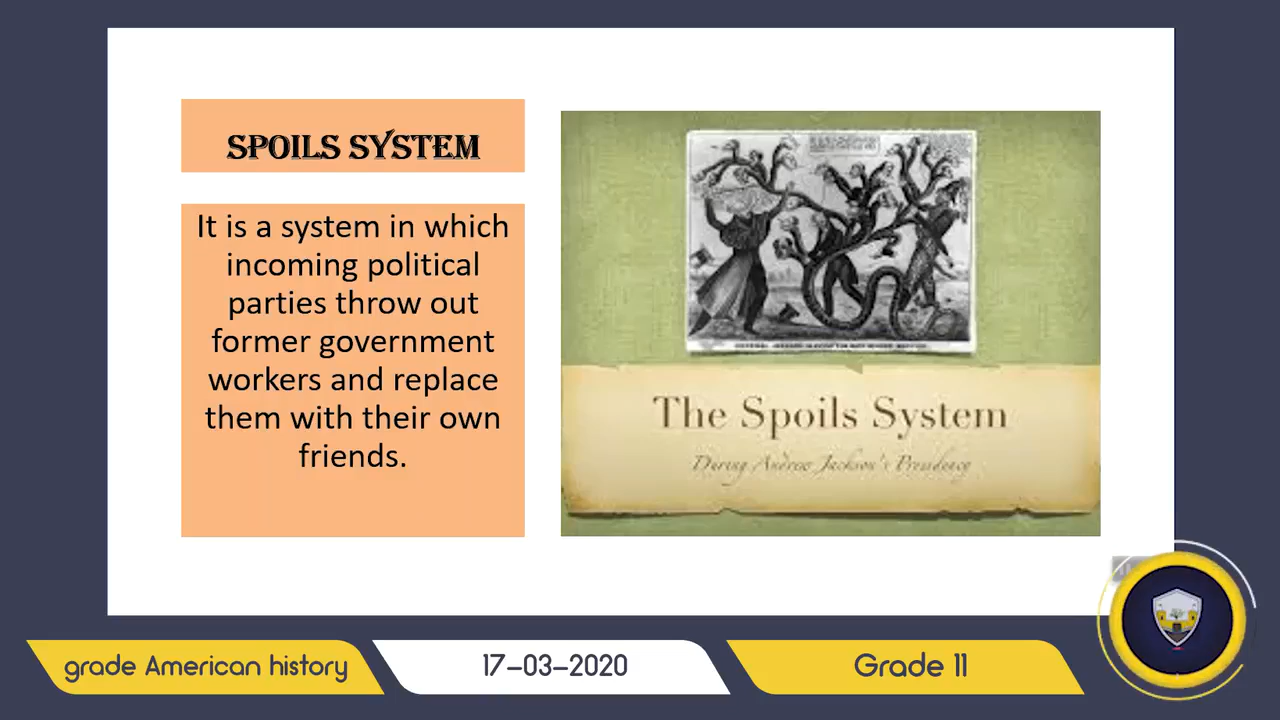 SPOILS SYSTEM
It is a system in which
incoming political
parties throw out
former government
workers and replace
them with their own
friends.
The Spoils System
During Andrew Jackson's Presidency
grade American history
17-03-2020
Grade 11